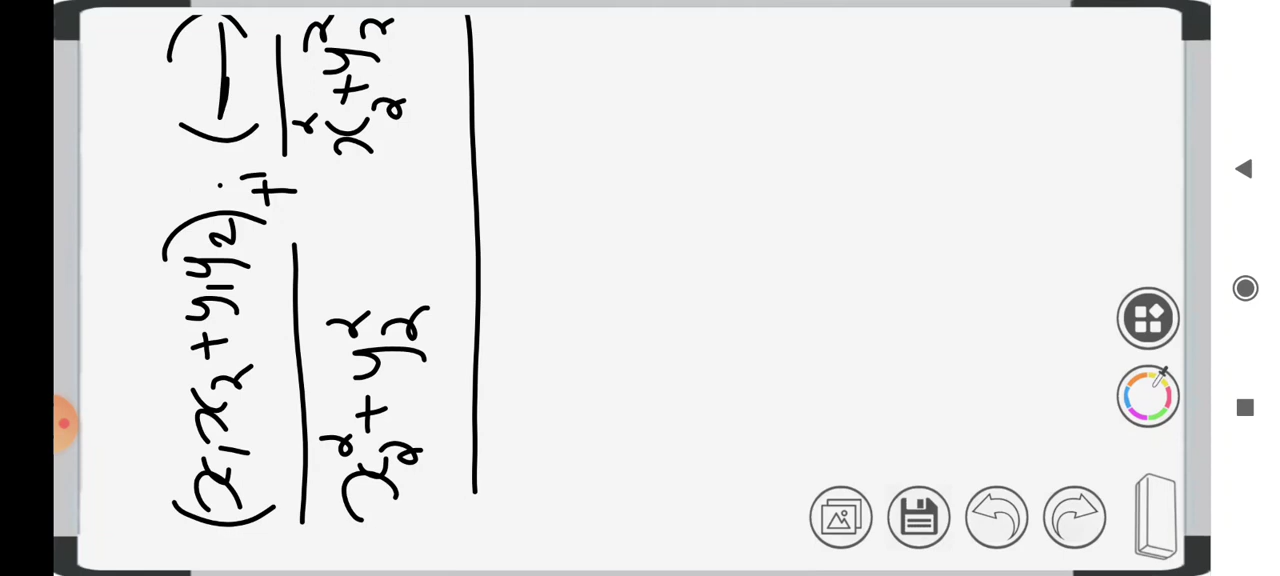 (x₁x₂ + y₁y₂) + i (—)
x₂² + y₂² x₂² + y₂²